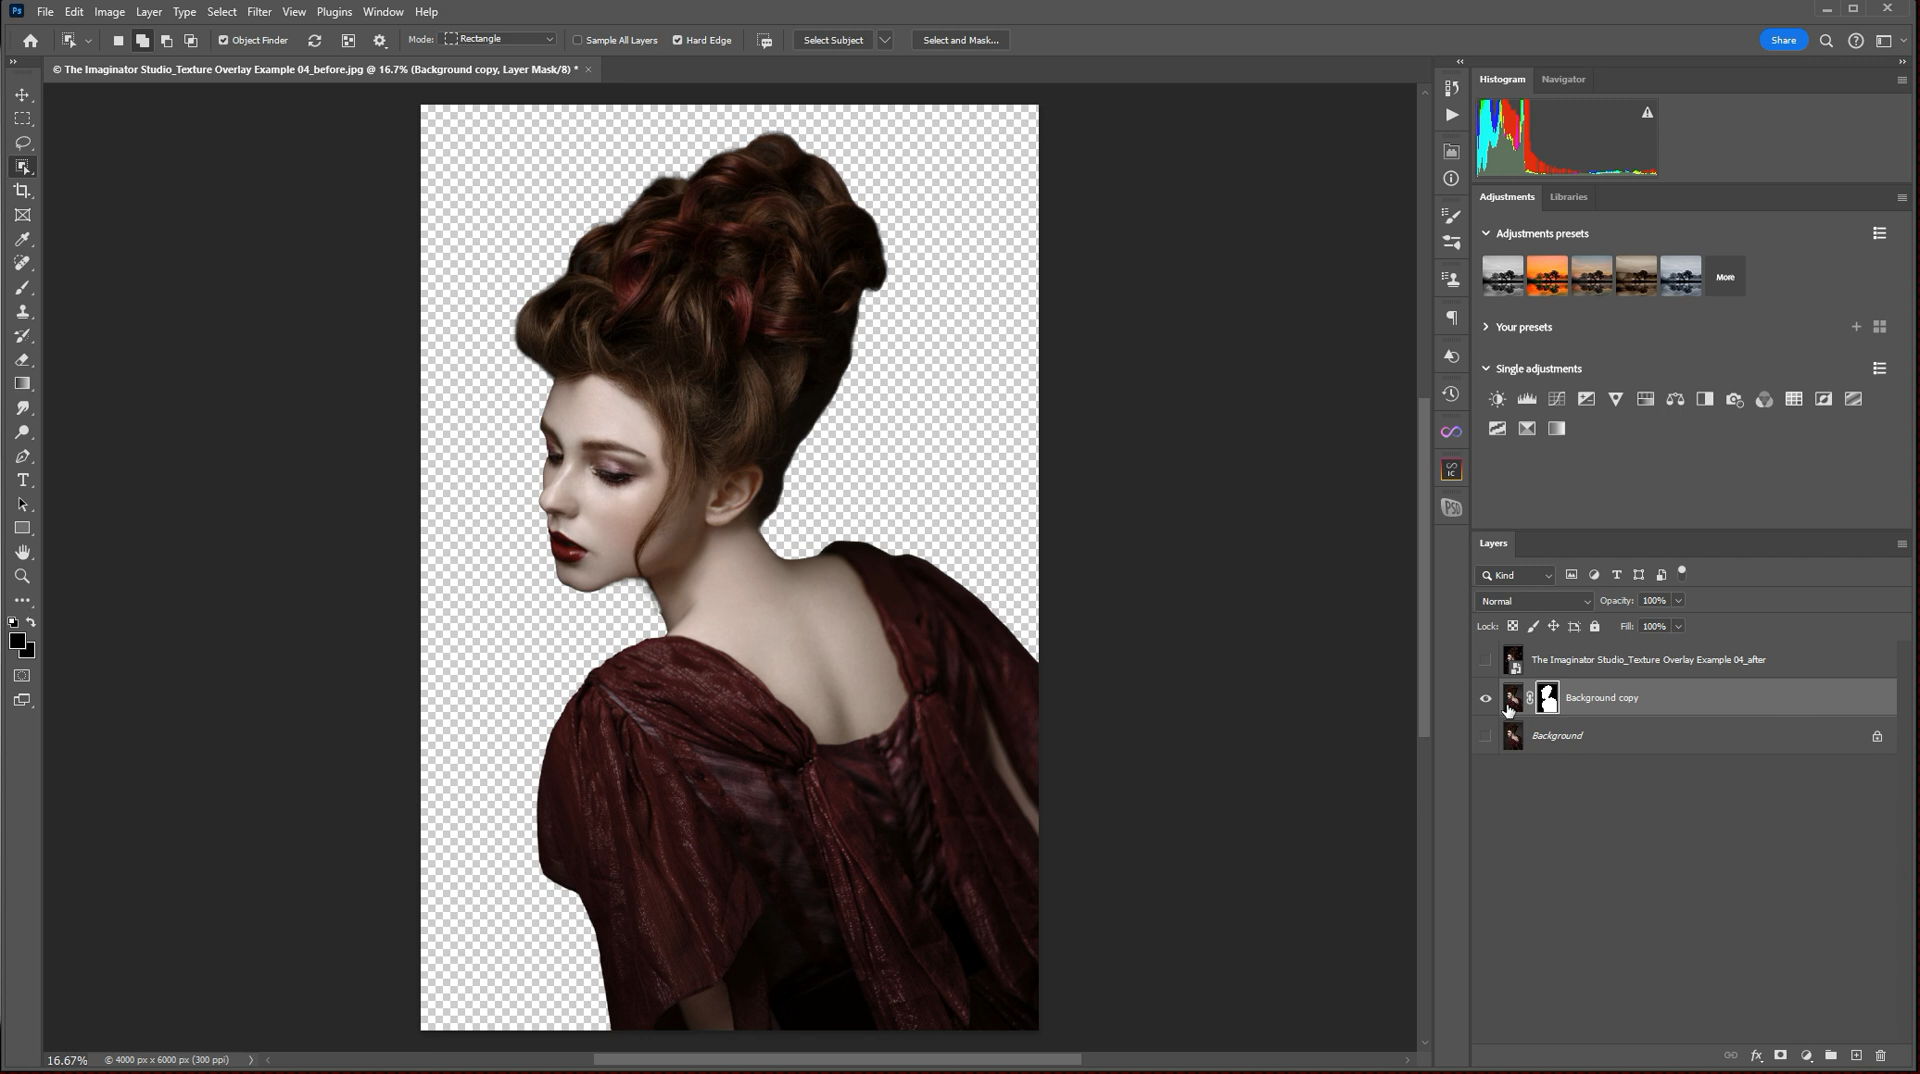 Ps File Edit Image Layer Type Select Filter View Plugins Window Help
Object Finder Mode: Rectangle Sample All Layers Hard Edge Select Subject Select and Mask... Share
© The Imaginator Studio_Texture Overlay Example 04_before.jpg @ 16.7% (Background copy, Layer Mask/8) * ×
Histogram Navigator
Adjustments Libraries
Adjustments presets
More
Your presets
Single adjustments
IC
PSD
Layers
Kind
Normal Opacity: 100%
Lock: Fill: 100%
The Imaginator Studio_Texture Overlay Example 04_after
Background copy
Background
16.67% © 4000 px x 6000 px (300 ppi)
fx